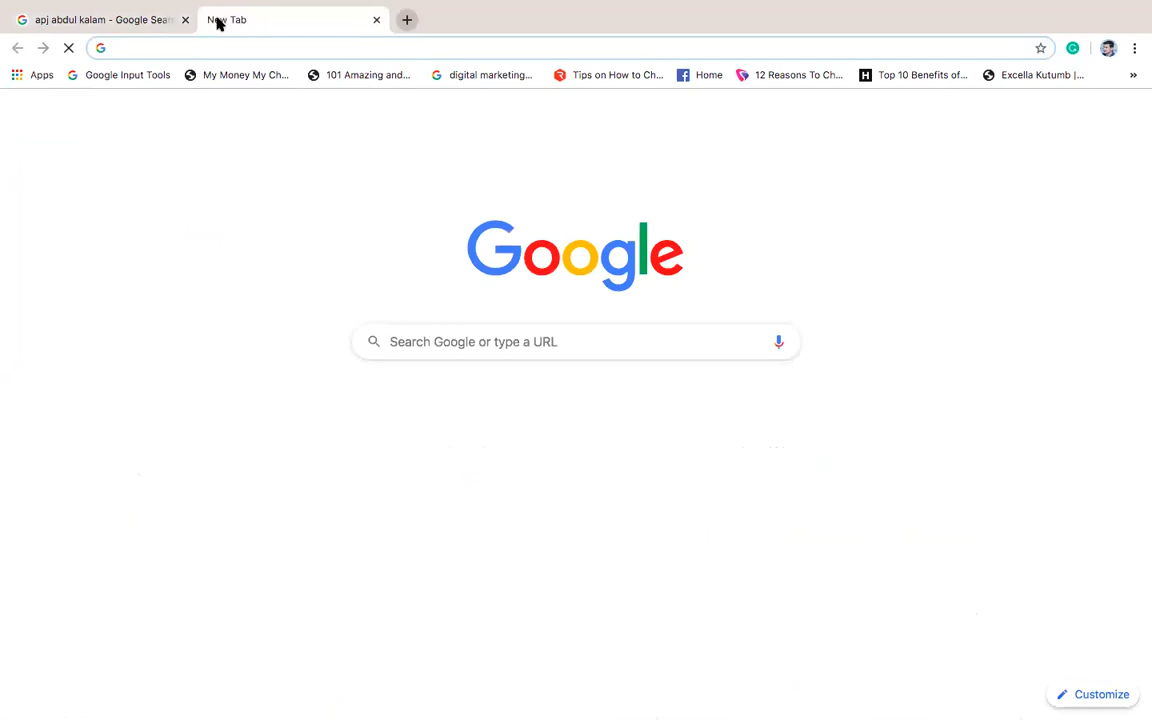 apj abdul kalam - Google Sear
New Tab
Apps Google Input Tools My Money My Ch... 101 Amazing and... digital marketing... Tips on How to Ch... Home 12 Reasons To Ch... Top 10 Benefits of... Excella Kutumb |... »
Google
Search Google or type a URL
Customize